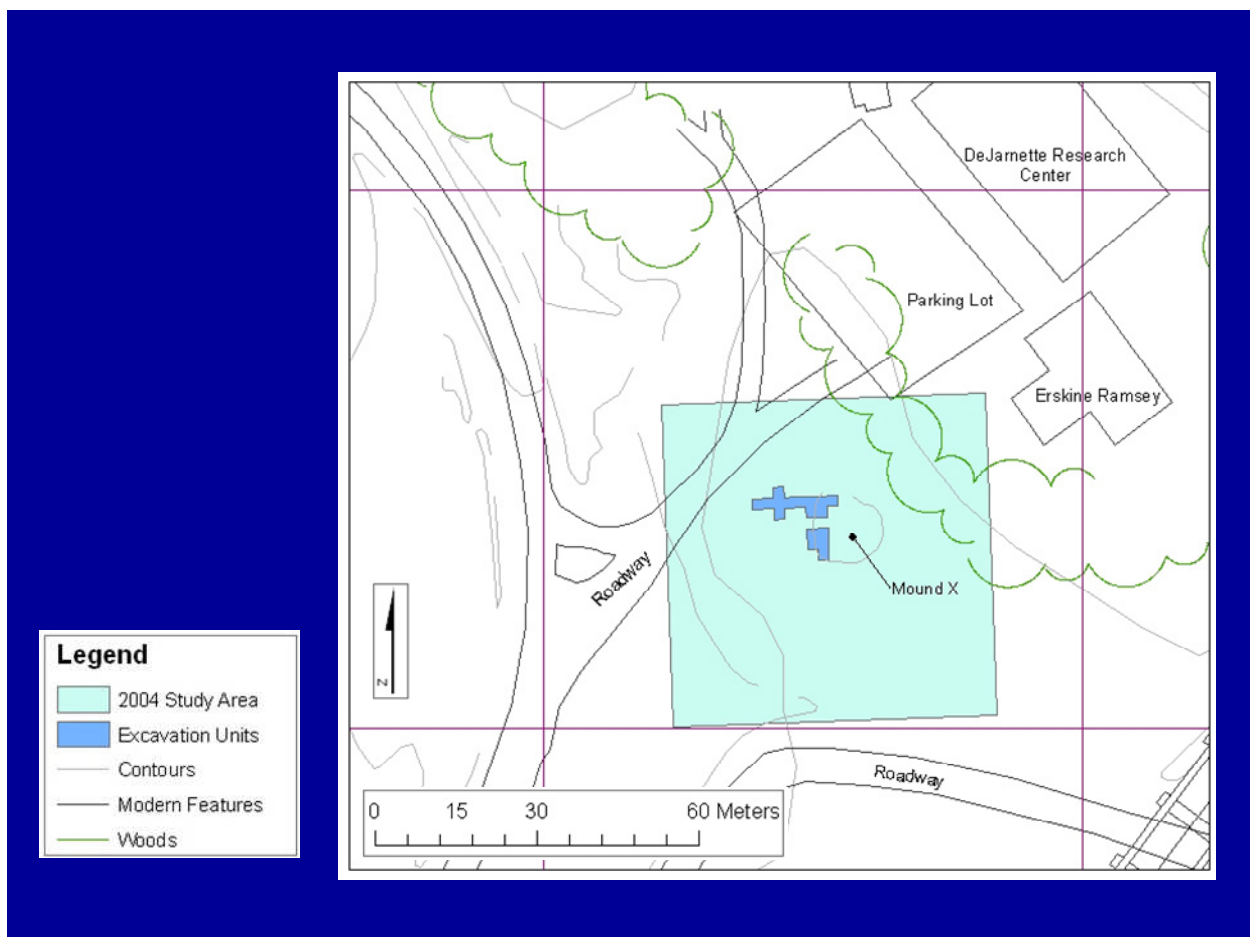 DeJarnette Research
Center
Parking Lot
Erskine Ramsey
Roadway
Mound X
N
Legend
2004 Study Area
Excavation Units
Contours
Modern Features
Woods
Roadway
0 15 30 60 Meters